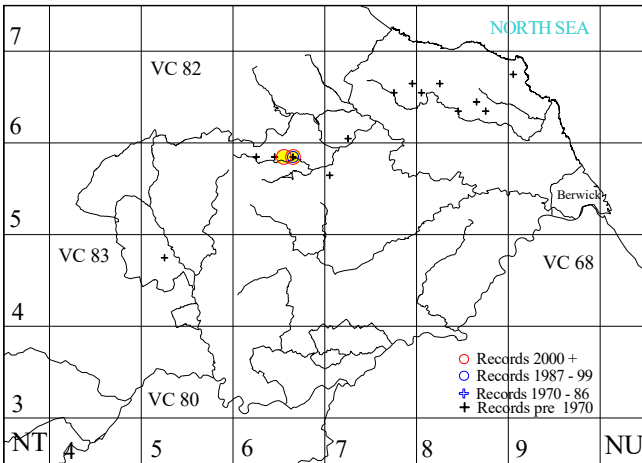 7
NORTH SEA
VC 82
6
Berwick
5
VC 83
VC 68
4
Records 2000 +
Records 1987 - 99
Records 1970 - 86
Records pre 1970
VC 80
3
NT 4 5 6 7 8 9 NU